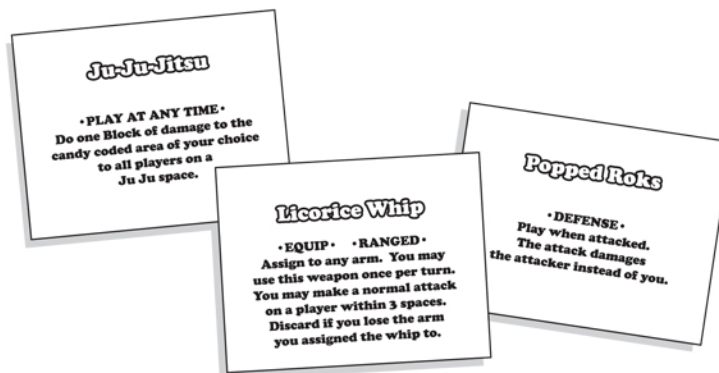 Ju-Ju-Jitsu
•PLAY AT ANY TIME•
Do one Block of damage to the
candy coded area of your choice
to all players on a
Ju Ju space.
Licorice Whip
•EQUIP• •RANGED•
Assign to any arm. You may
use this weapon once per turn.
You may make a normal attack
on a player within 3 spaces.
Discard if you lose the arm
you assigned the whip to.
Popped Roks
•DEFENSE•
Play when attacked.
The attack damages
the attacker instead of you.